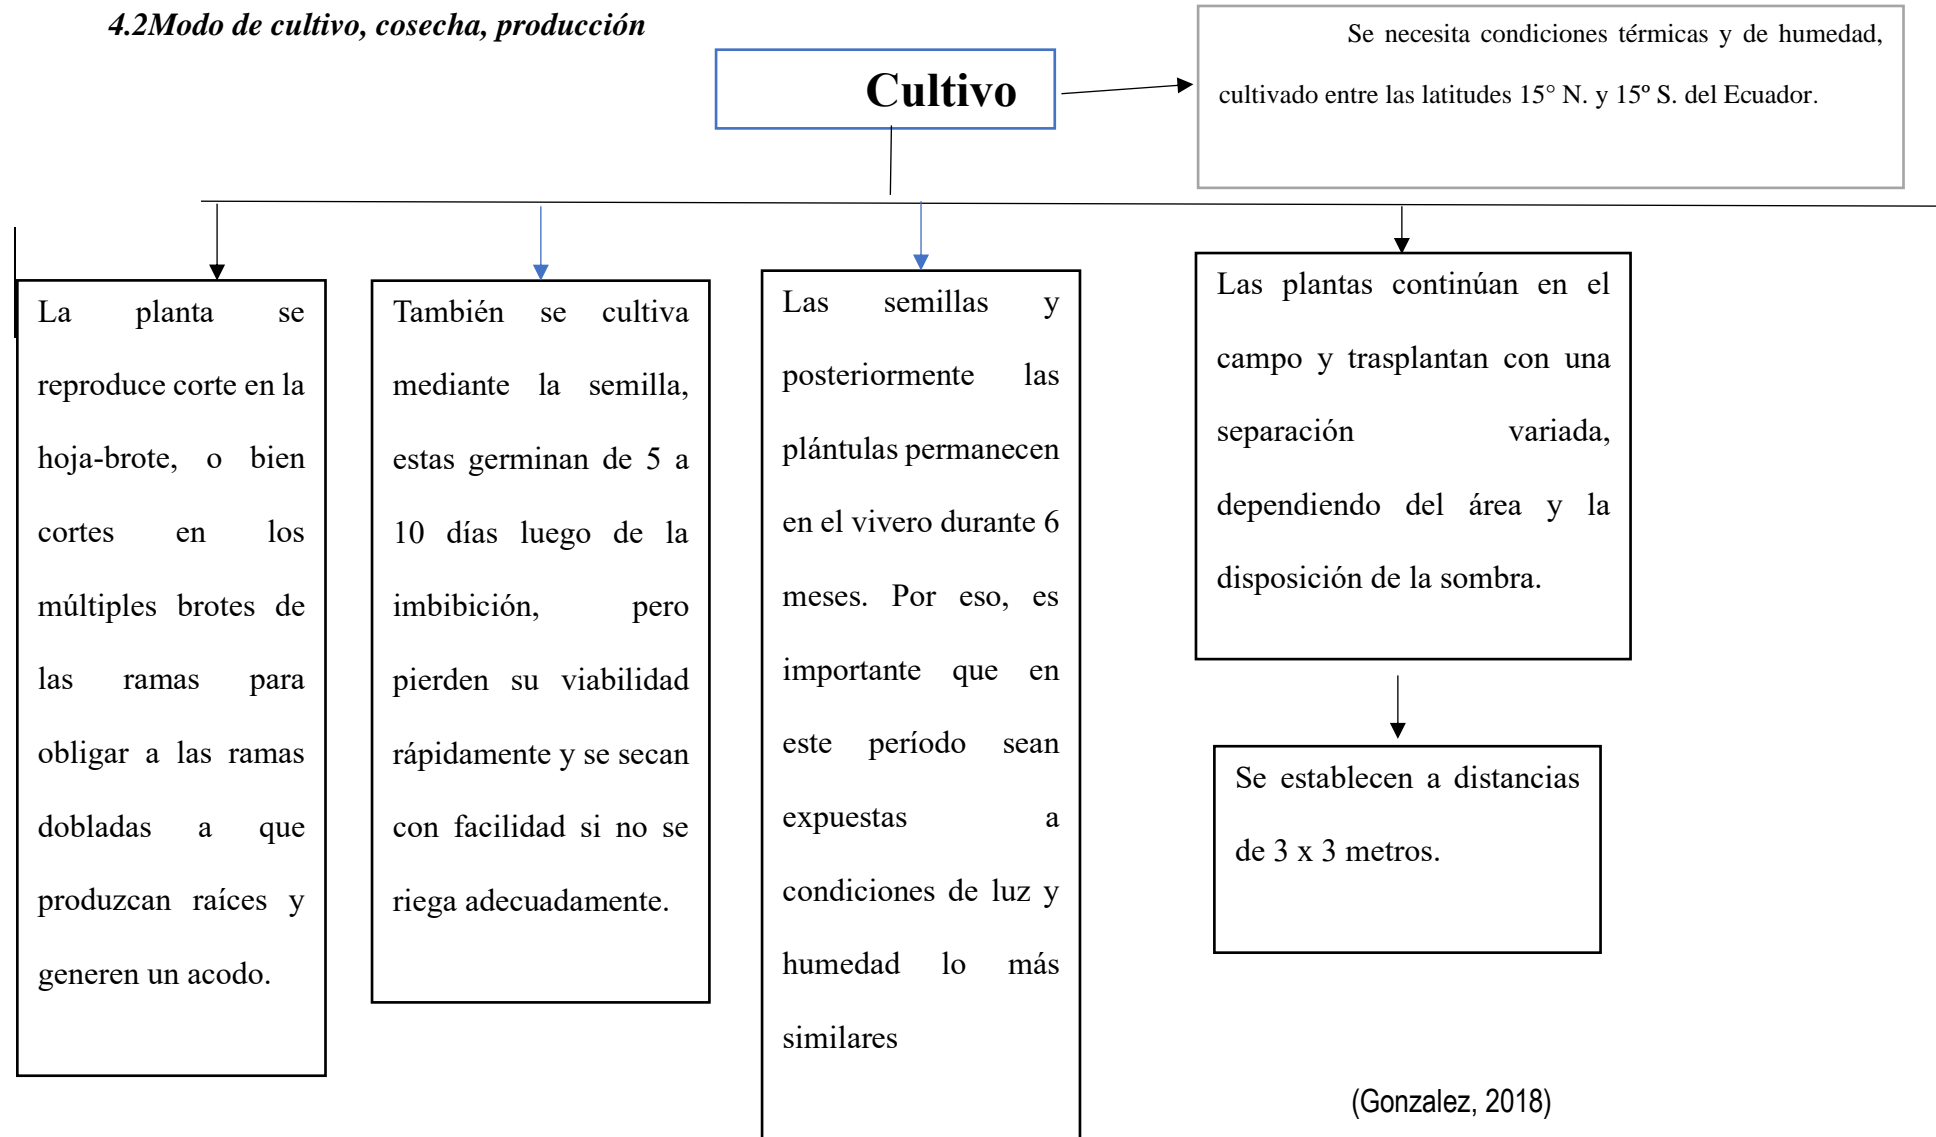 4.2Modo de cultivo, cosecha, producción
Cultivo
Se necesita condiciones térmicas y de humedad,
cultivado entre las latitudes 15° N. y 15º S. del Ecuador.
La planta se
reproduce corte en la
hoja-brote, o bien
cortes en los
múltiples brotes de
las ramas para
obligar a las ramas
dobladas a que
produzcan raíces y
generen un acodo.
También se cultiva
mediante la semilla,
estas germinan de 5 a
10 días luego de la
imbibición, pero
pierden su viabilidad
rápidamente y se secan
con facilidad si no se
riega adecuadamente.
Las semillas y
posteriormente las
plántulas permanecen
en el vivero durante 6
meses. Por eso, es
importante que en
este período sean
expuestas a
condiciones de luz y
humedad lo más
similares
Las plantas continúan en el
campo y trasplantan con una
separación variada,
dependiendo del área y la
disposición de la sombra.
Se establecen a distancias
de 3 x 3 metros.
(Gonzalez, 2018)